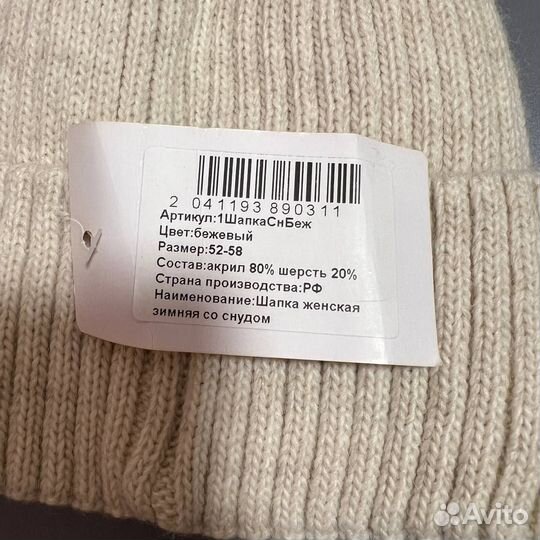 2 041193 890311
Артикул:1ШапкаСнБеж
Цвет:бежевый
Размер:52-58
Состав:акрил 80% шерсть 20%
Страна производства:РФ
Наименование:Шапка женская
зимняя со снудом
Avito